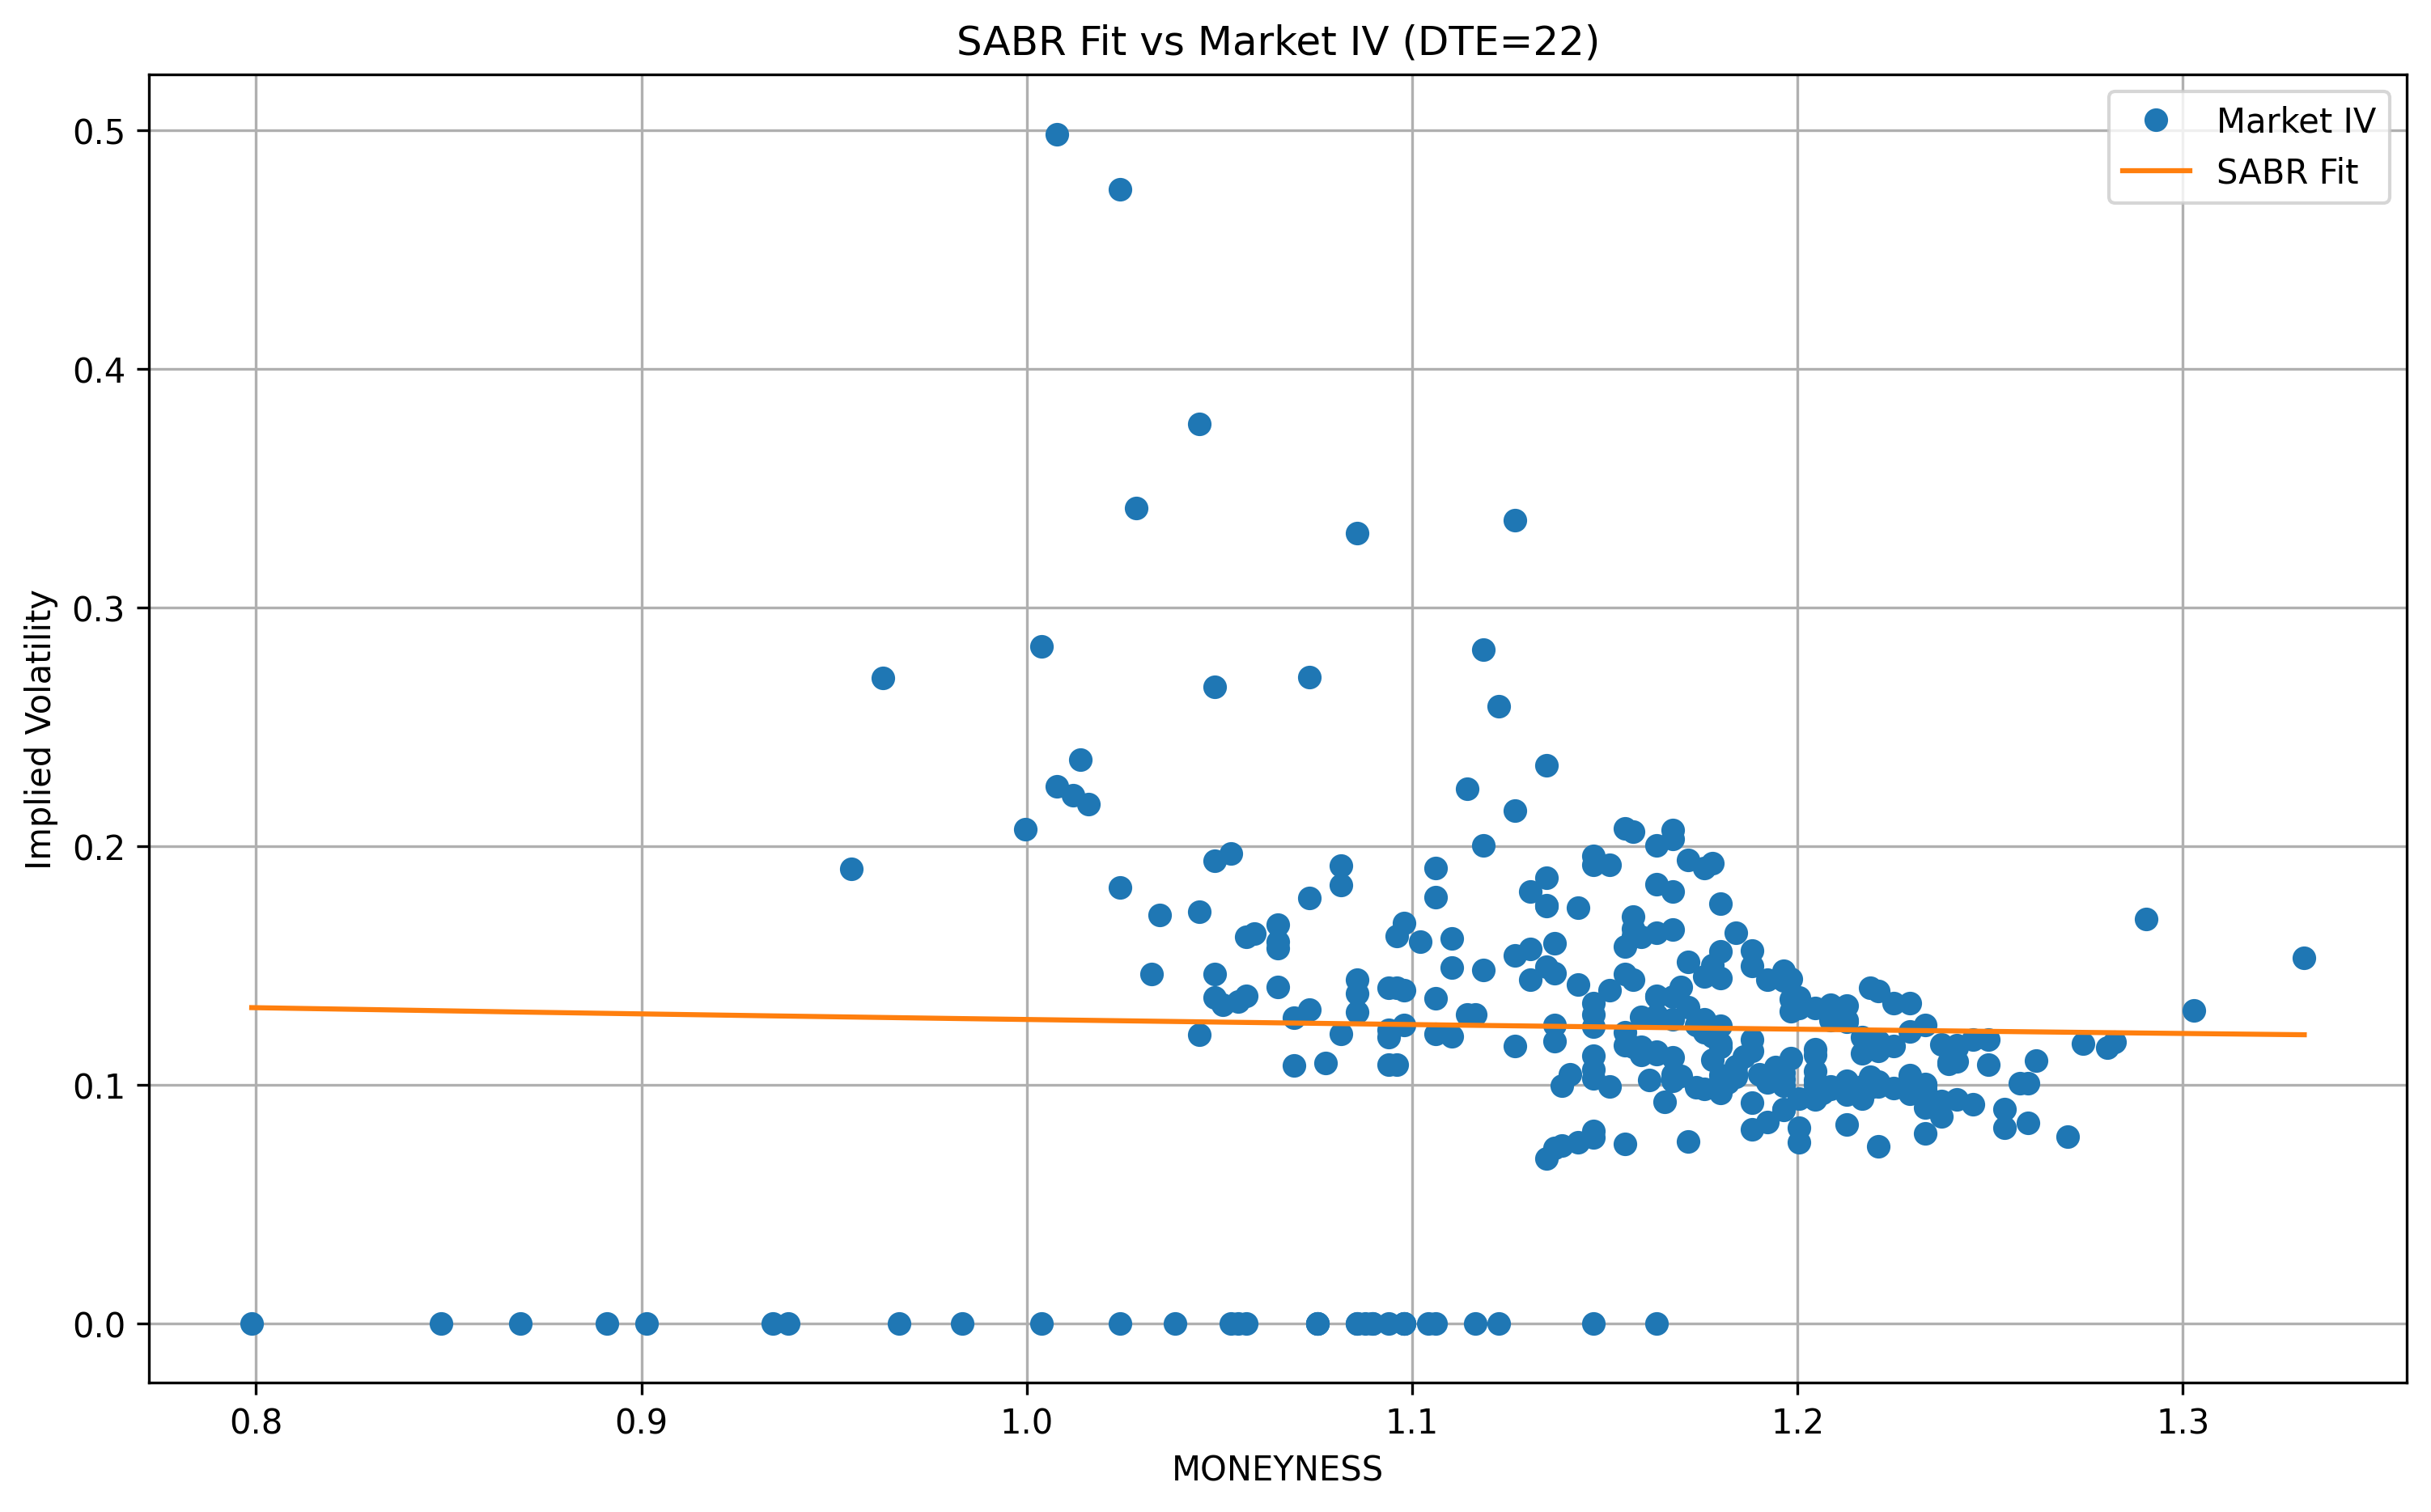 SABR Fit vs Market IV (DTE=22)
Market IV
SABR Fit
Implied Volatility
0.5
0.4
0.3
0.2
0.1
0.0
0.8 0.9 1.0 1.1 1.2 1.3
MONEYNESS